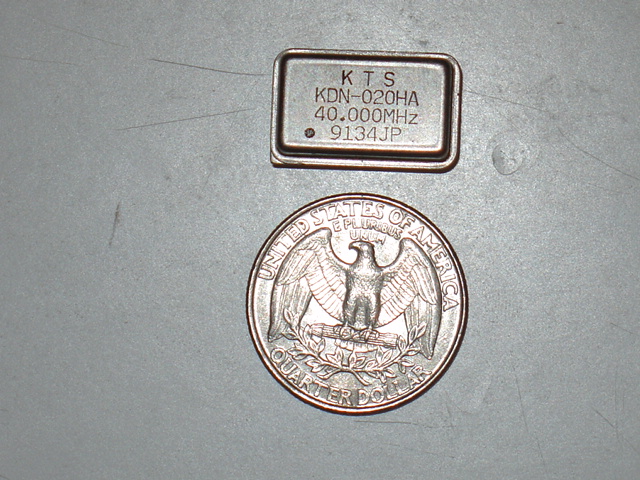 KTS
KDN-020HA
40.000MHz
9134JP
UNITED STATES OF AMERICA
E PLURIBUS
UNUM
QUARTER DOLLAR